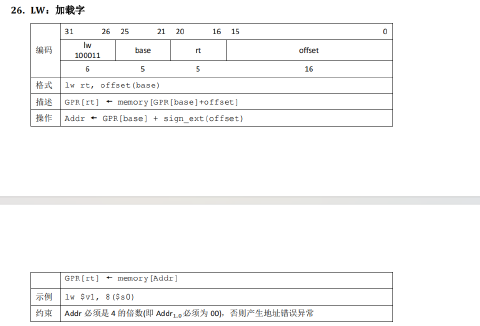 26. LW：加载字
31 26 25 21 20 16 15 0
编码 lw 100011 base rt offset
6 5 5 16
格式 lw rt, offset(base)
描述 GPR[rt] ← memory[GPR[base]+offset]
操作 Addr ← GPR[base] + sign_ext(offset)
GPR[rt] ← memory[Addr]
示例 lw $v1, 8($s0)
约束 Addr 必须是 4 的倍数(即 Addr1..0 必须为 00)，否则产生地址错误异常